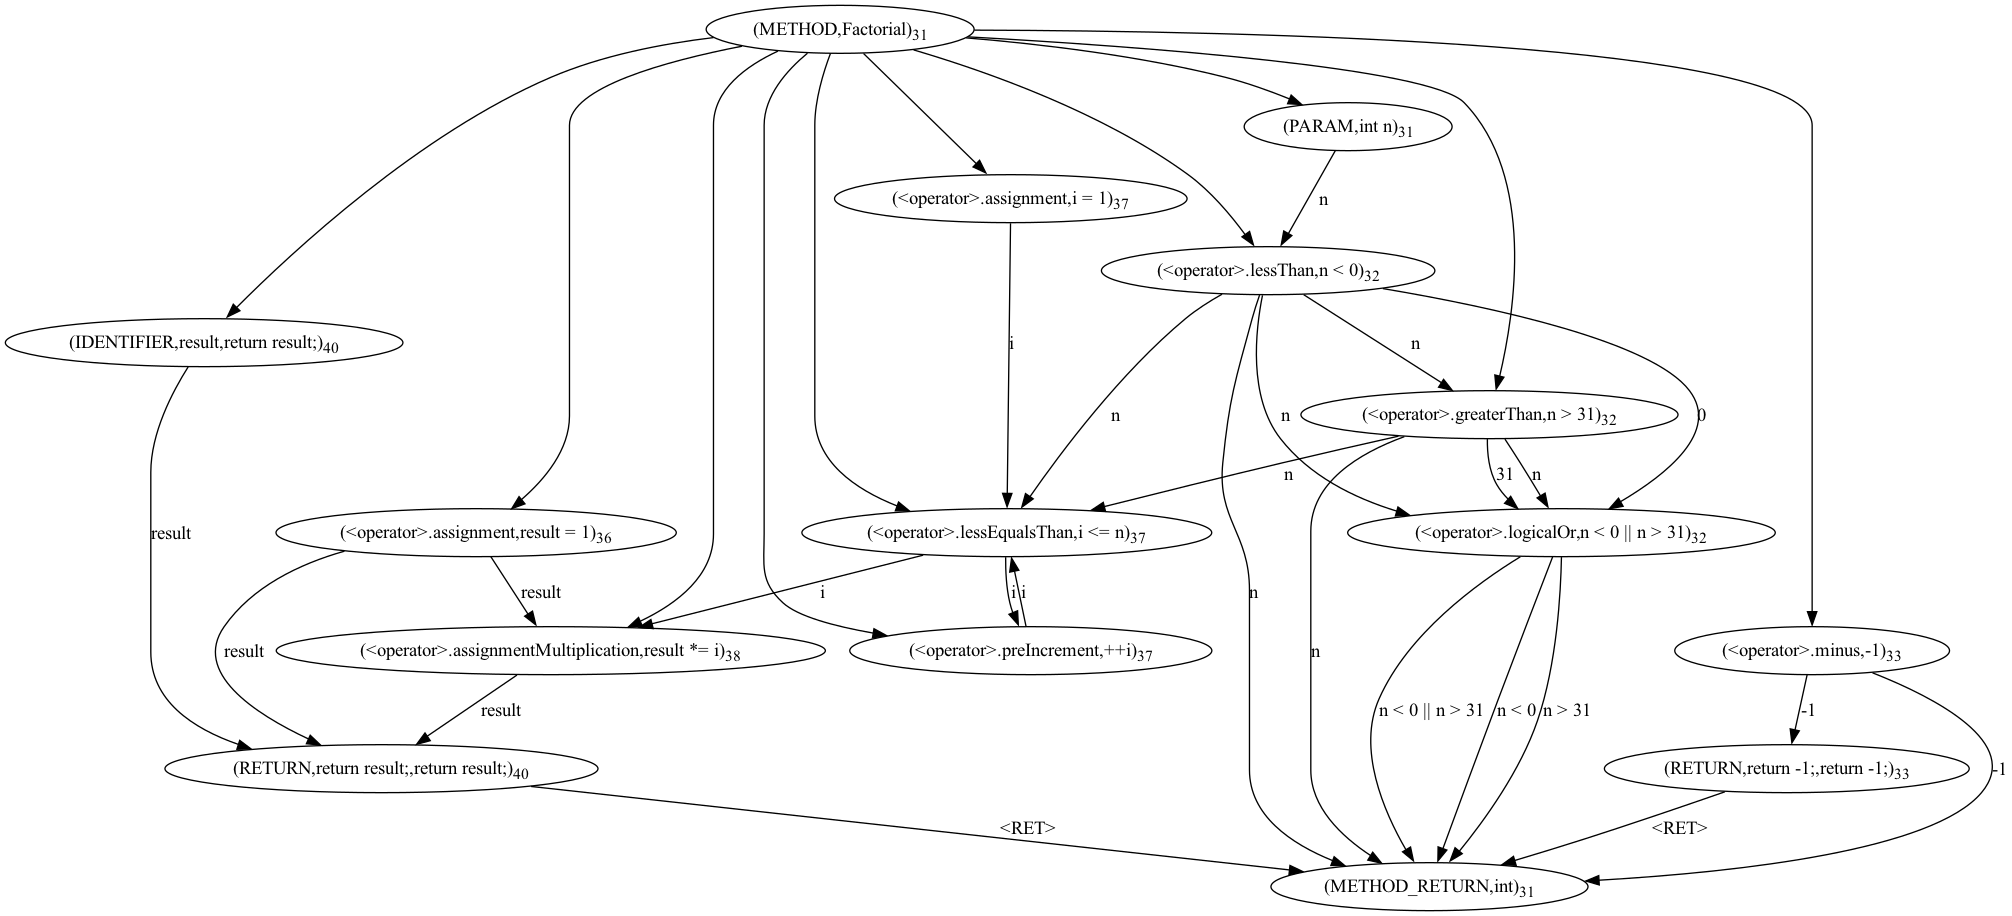 (METHOD,Factorial)31
(PARAM,int n)31
(<operator>.assignment,i = 1)37
n
(<operator>.lessThan,n < 0)32
(IDENTIFIER,result,return result;)40
i
n
n
n
0
(<operator>.greaterThan,n > 31)32
n
31
n
result
(<operator>.assignment,result = 1)36
(<operator>.lessEqualsThan,i <= n)37
(<operator>.logicalOr,n < 0 || n > 31)32
result
i
i
i
n
result
(<operator>.assignmentMultiplication,result *= i)38
(<operator>.preIncrement,++i)37
n
(<operator>.minus,-1)33
result
n < 0 || n > 31
n < 0
n > 31
-1
(RETURN,return result;,return result;)40
(RETURN,return -1;,return -1;)33
-1
<RET>
<RET>
(METHOD_RETURN,int)31